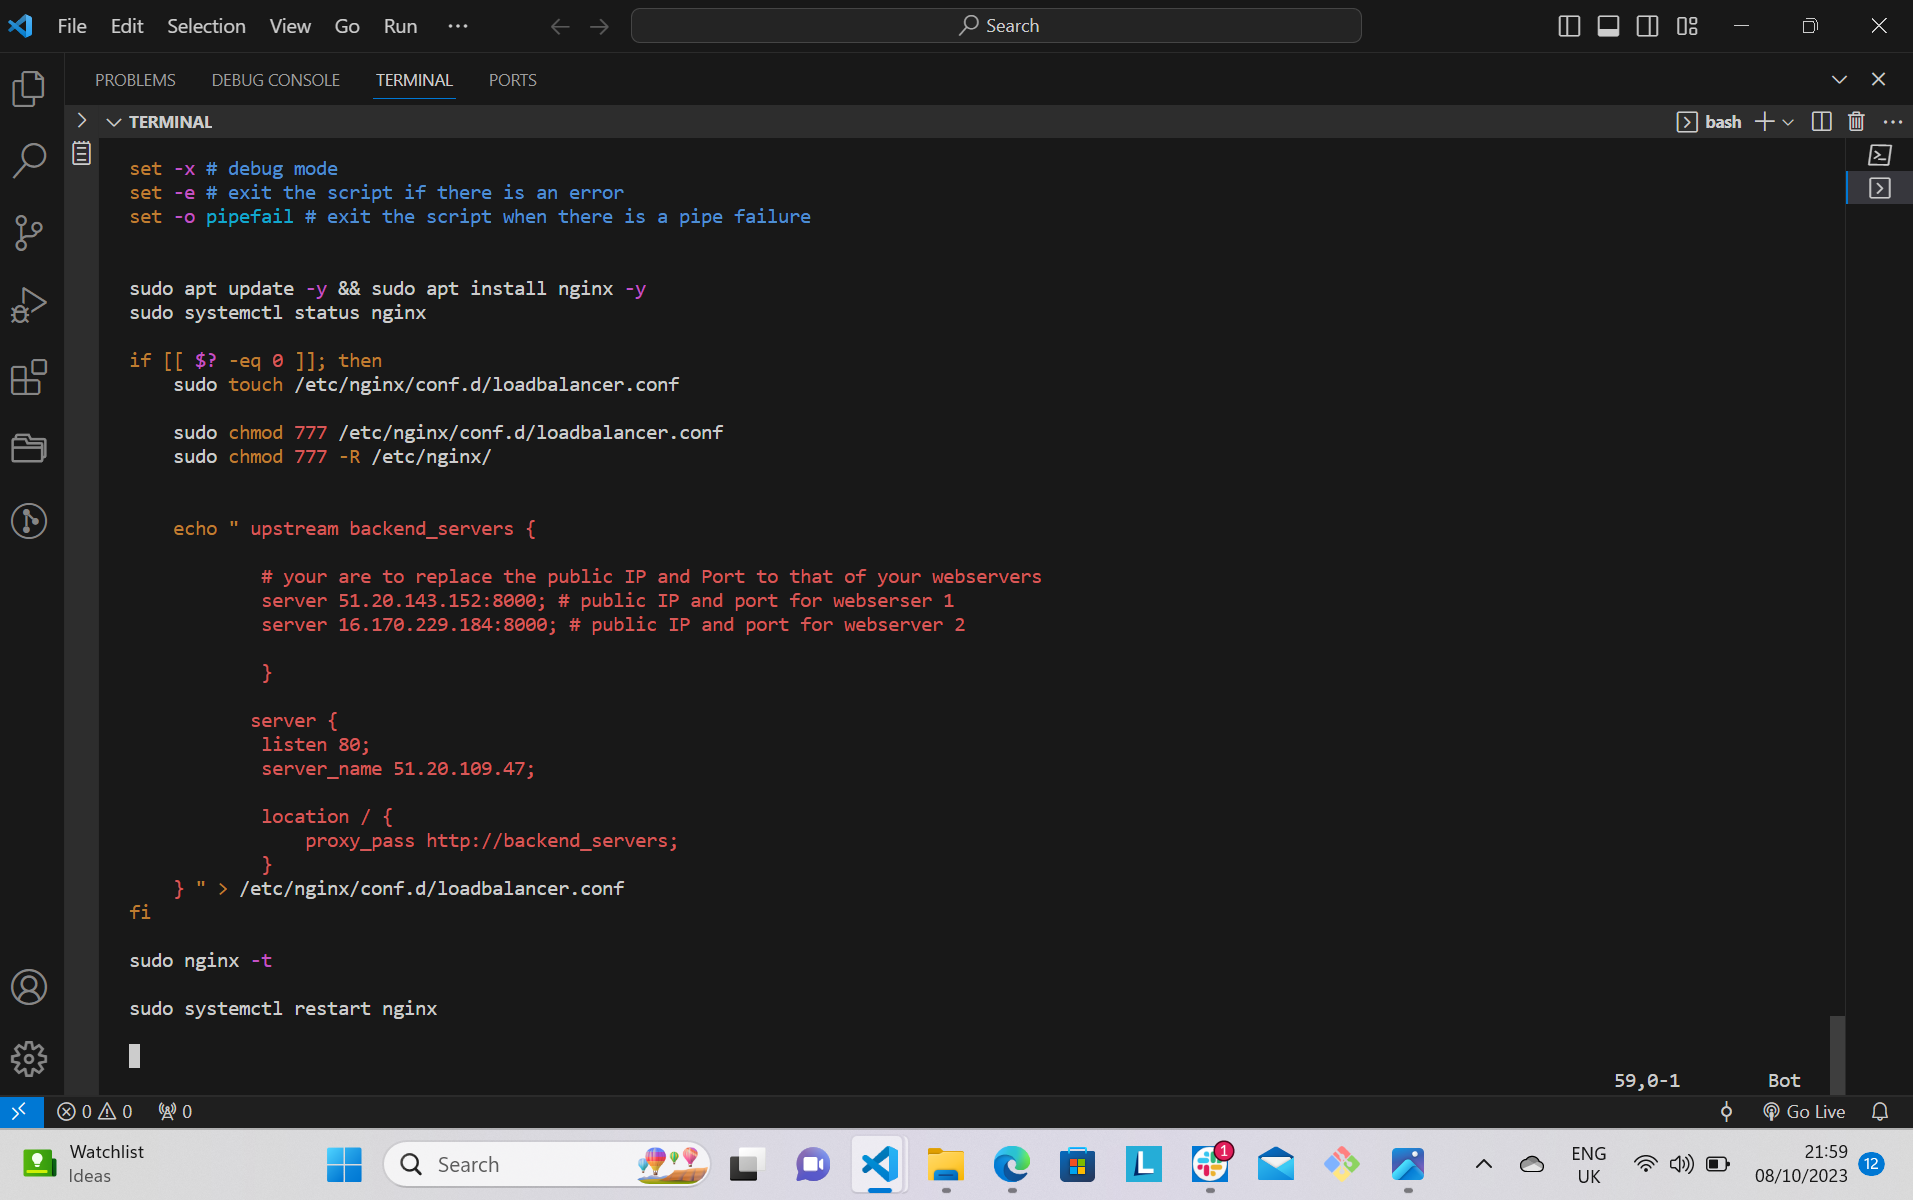 File Edit Selection View Go Run ··· Search
PROBLEMS DEBUG CONSOLE TERMINAL PORTS
TERMINAL bash
set -x # debug mode
set -e # exit the script if there is an error
set -o pipefail # exit the script when there is a pipe failure
sudo apt update -y && sudo apt install nginx -y
sudo systemctl status nginx
if [[ $? -eq 0 ]]; then
sudo touch /etc/nginx/conf.d/loadbalancer.conf
sudo chmod 777 /etc/nginx/conf.d/loadbalancer.conf
sudo chmod 777 -R /etc/nginx/
echo " upstream backend_servers {
# your are to replace the public IP and Port to that of your webservers
server 51.20.143.152:8000; # public IP and port for webserser 1
server 16.170.229.184:8000; # public IP and port for webserver 2
}
server {
listen 80;
server_name 51.20.109.47;
location / {
proxy_pass http://backend_servers;
}
} " > /etc/nginx/conf.d/loadbalancer.conf
fi
sudo nginx -t
sudo systemctl restart nginx
59,0-1 Bot
0 0 0 Go Live
Watchlist
Ideas
Search
L
1
ENG
UK
21:59
08/10/2023
12